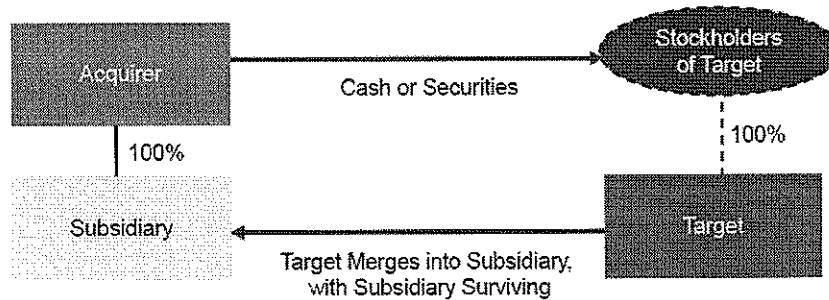 Stockholders
of Target
Acquirer
Cash or Securities
100%
100%
Subsidiary
Target
Target Merges into Subsidiary,
with Subsidiary Surviving